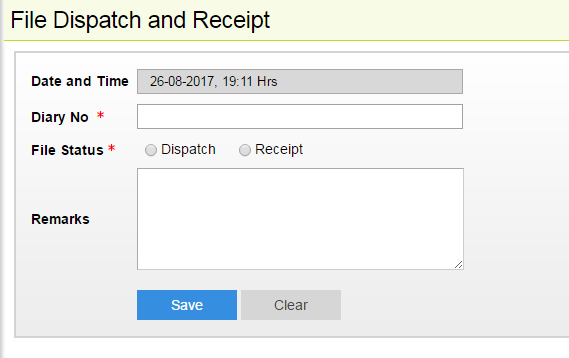 File Dispatch and Receipt
Date and Time 26-08-2017, 19:11 Hrs
Diary No *
File Status * Dispatch Receipt
Remarks
Save Clear